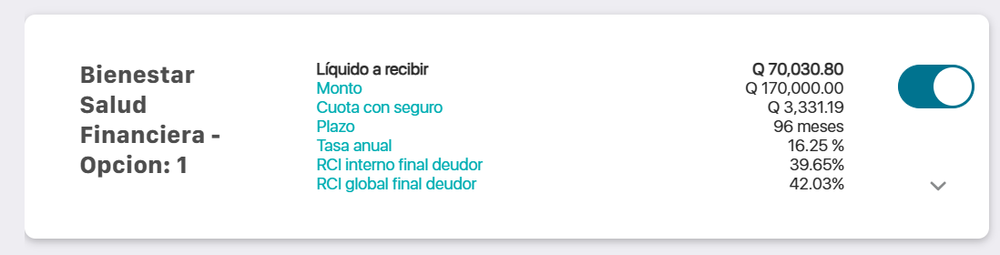 Bienestar
Salud
Financiera -
Opcion: 1
Líquido a recibir Q 70,030.80
Monto Q 170,000.00
Cuota con seguro Q 3,331.19
Plazo 96 meses
Tasa anual 16.25 %
RCI interno final deudor 39.65%
RCI global final deudor 42.03%